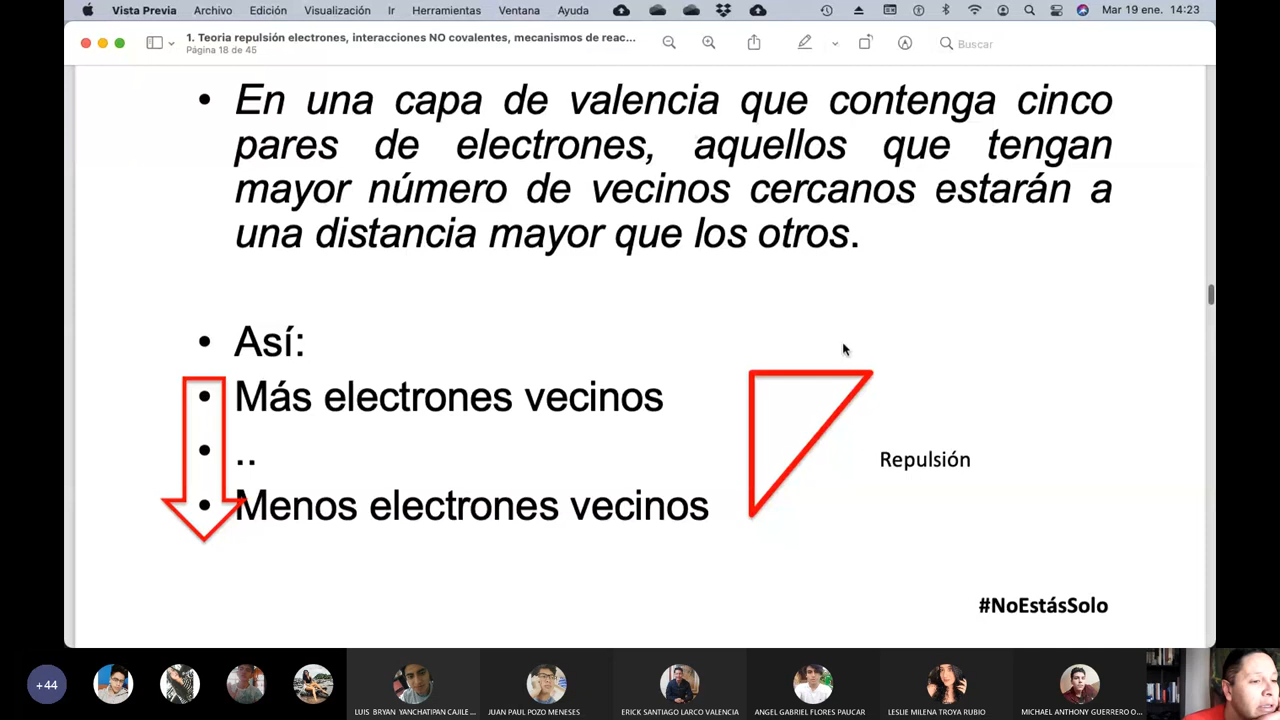 Vista Previa Archivo Edición Visualización Ir Herramientas Ventana Ayuda Mar 19 ene. 14:23
1. Teoria repulsión electrones, interacciones NO covalentes, mecanismos de reac...
Página 18 de 45
Buscar
• En una capa de valencia que contenga cinco
pares de electrones, aquellos que tengan
mayor número de vecinos cercanos estarán a
una distancia mayor que los otros.
• Así:
• Más electrones vecinos
• ..
Repulsión
• Menos electrones vecinos
#NoEstásSolo
+44
LUIS BRYAN YANCHATIPAN CAJILE...
JUAN PAUL POZO MENESES
ERICK SANTIAGO LARCO VALENCIA
ANGEL GABRIEL FLORES PAUCAR
LESLIE MILENA TROYA RUBIO
MICHAEL ANTHONY GUERRERO O...